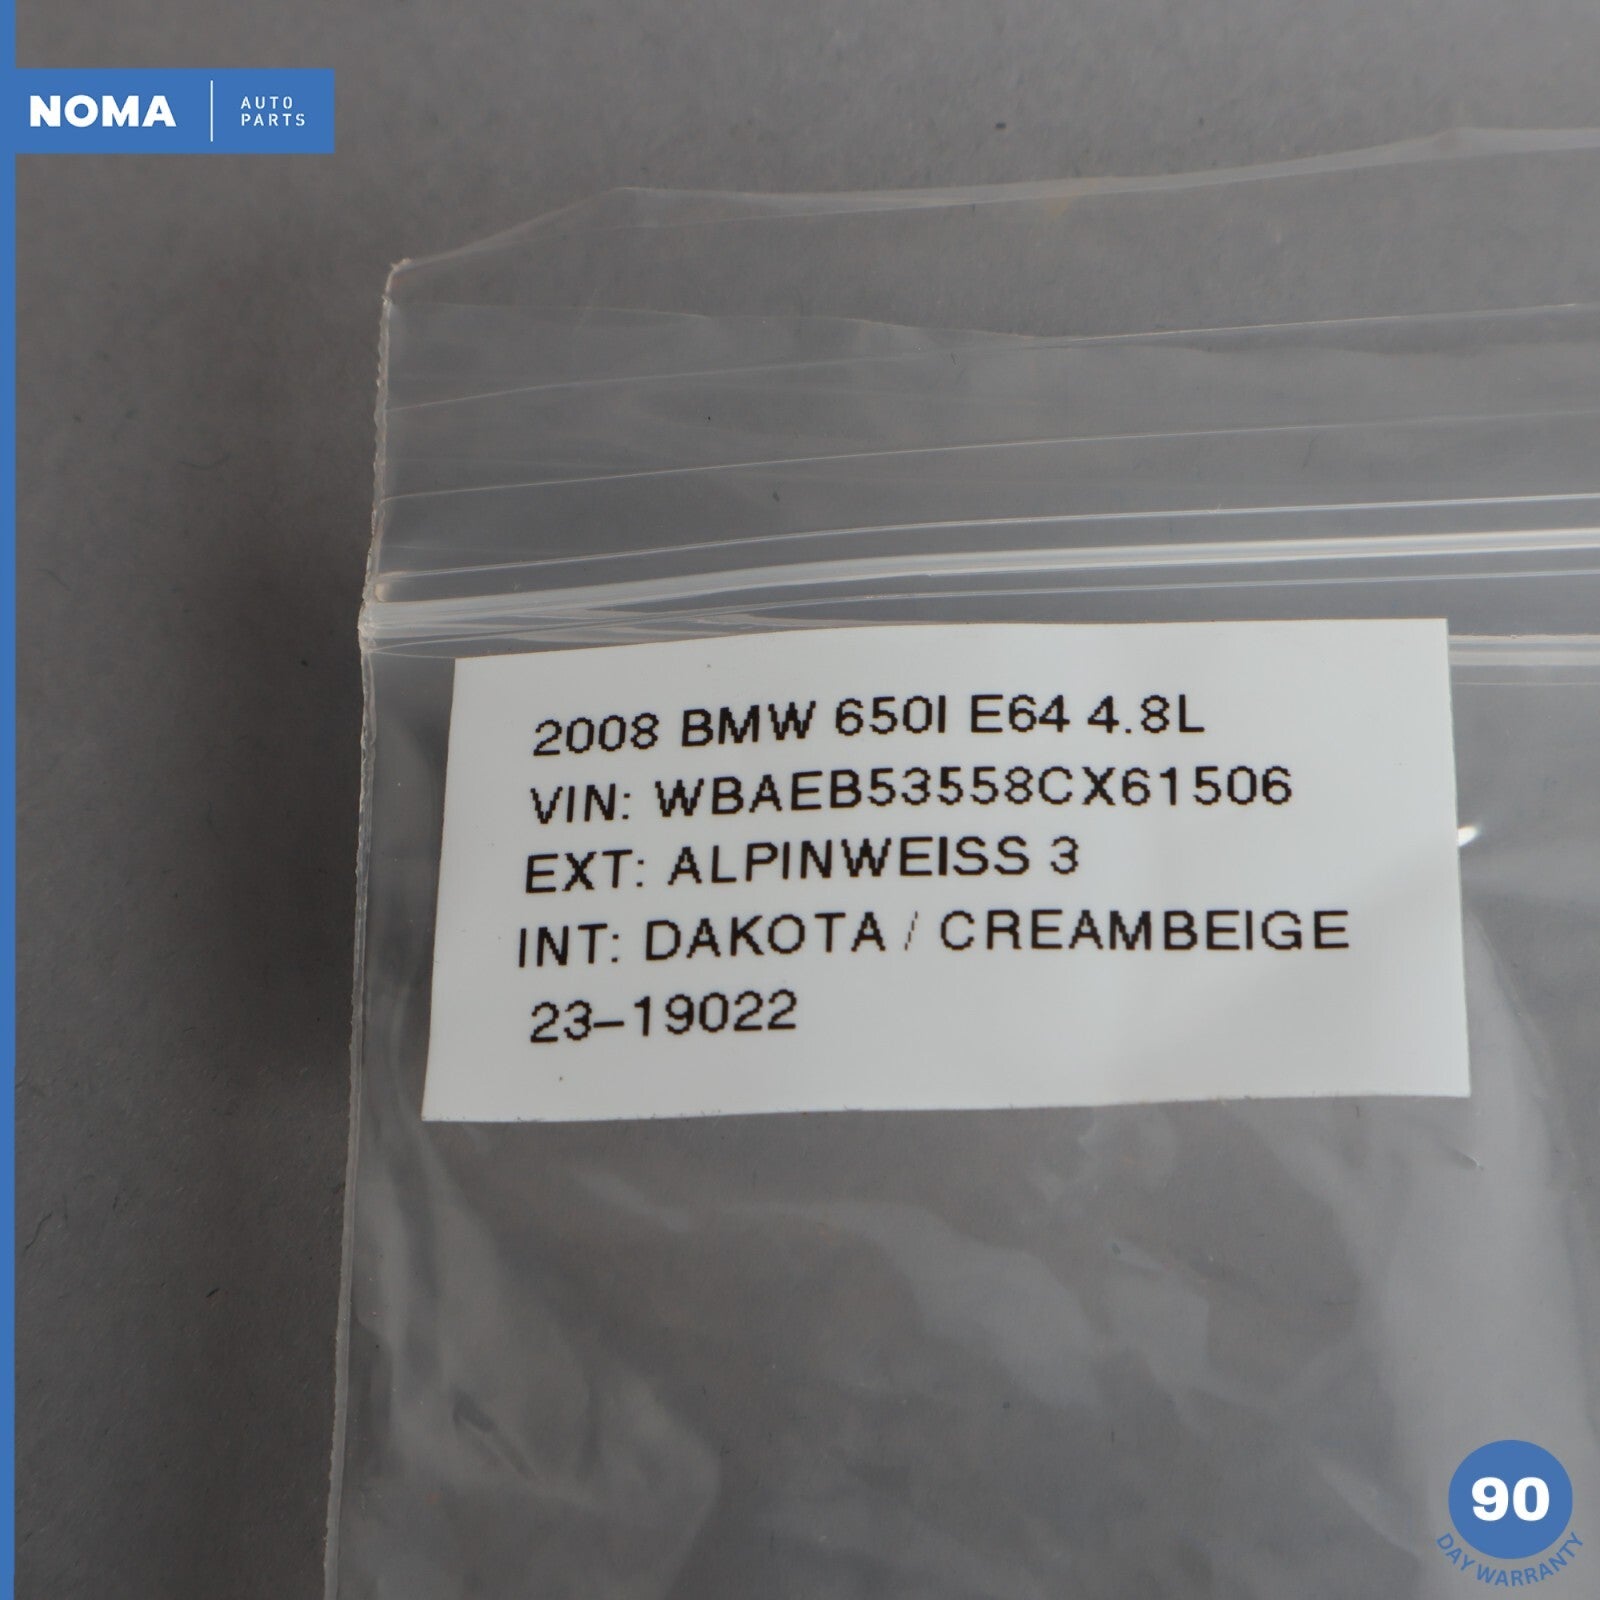 NOMA
AUTO
PARTS
2008 BMW 650I E64 4.8L
VIN: WBAEB53558CX61506
EXT: ALPINWEISS 3
INT: DAKOTA / CREAMBEIGE
23-19022
90
DAY WARRANTY